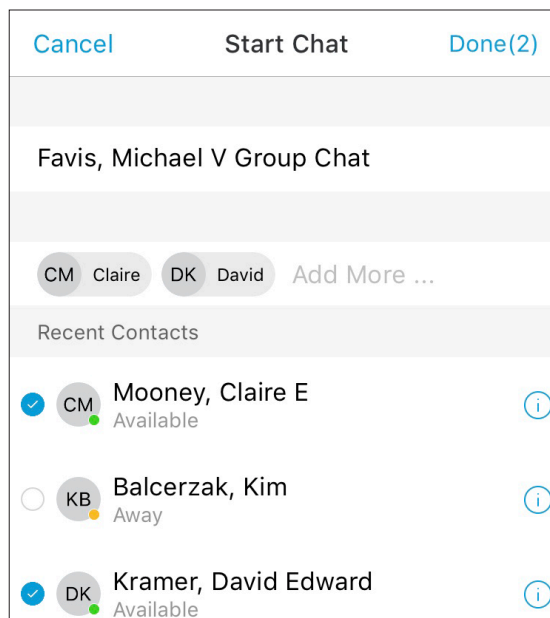 Cancel Start Chat Done(2)
Favis, Michael V Group Chat
CM Claire DK David Add More ...
Recent Contacts
CM Mooney, Claire E
Available
KB Balcerzak, Kim
Away
DK Kramer, David Edward
Available